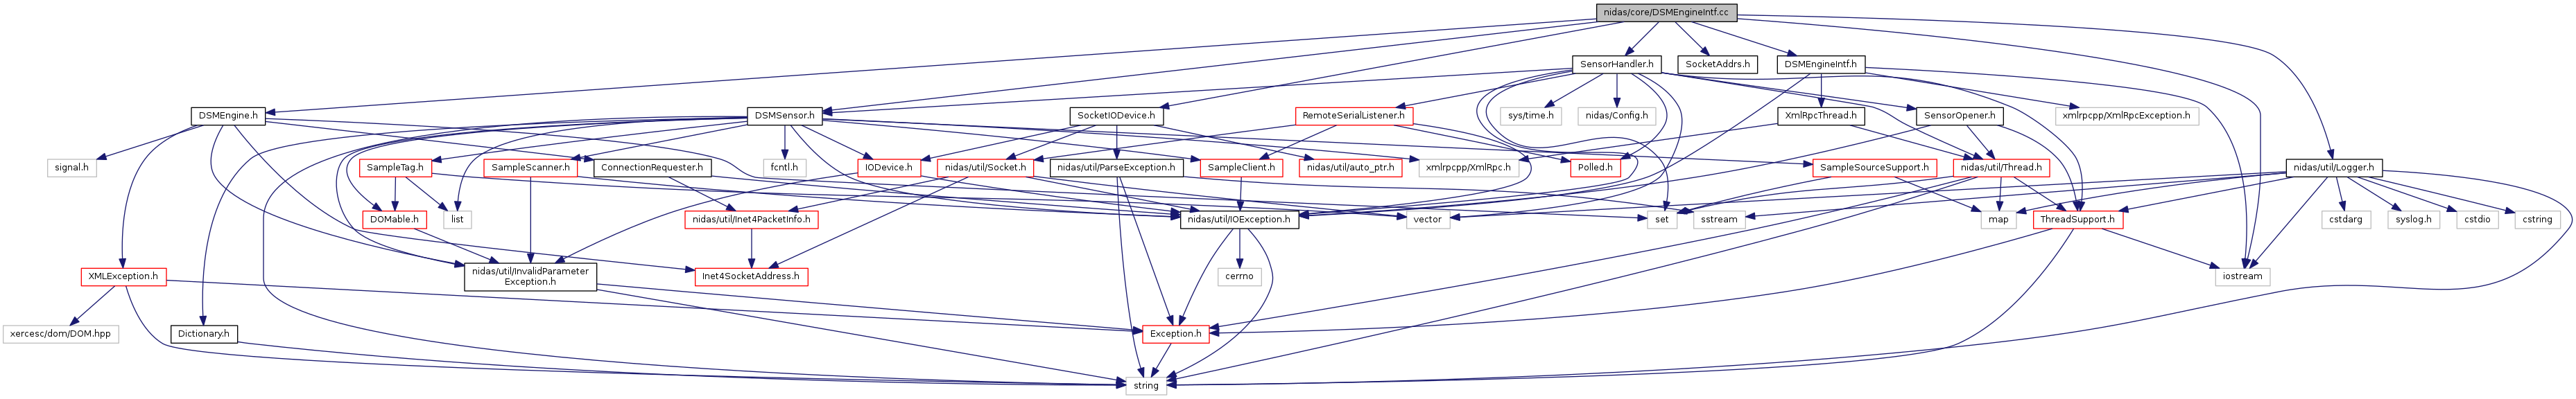 nidas/core/DSMEngineIntf.cc
SensorHandler.h
SocketAddrs.h
DSMEngineIntf.h
DSMEngine.h
DSMSensor.h
SocketIODevice.h
RemoteSerialListener.h
sys/time.h
nidas/Config.h
XmlRpcThread.h
SensorOpener.h
xmlrpcpp/XmlRpcException.h
signal.h
SampleTag.h
SampleScanner.h
ConnectionRequester.h
fcntl.h
IODevice.h
nidas/util/Socket.h
nidas/util/ParseException.h
SampleClient.h
nidas/util/auto_ptr.h
xmlrpcpp/XmlRpc.h
Polled.h
SampleSourceSupport.h
nidas/util/Thread.h
nidas/util/Logger.h
DOMable.h
list
nidas/util/Inet4PacketInfo.h
nidas/util/IOException.h
vector
set
sstream
map
ThreadSupport.h
cstdarg
syslog.h
cstdio
cstring
XMLException.h
nidas/util/InvalidParameter
Exception.h
Inet4SocketAddress.h
cerrno
iostream
xercesc/dom/DOM.hpp
Dictionary.h
Exception.h
string